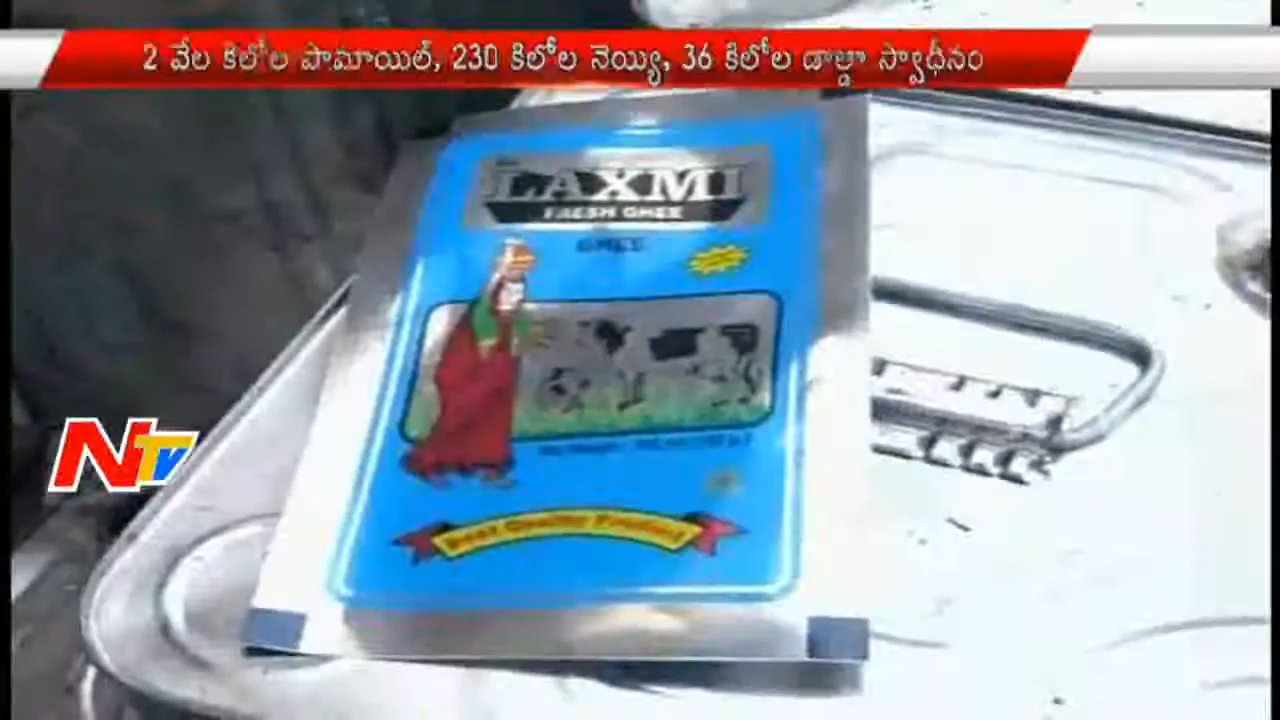 2 వేల కిలోల పామాయిల్, 230 కిలోల నెయ్యి, 36 కిలోల డాల్డా స్వాధీనం
LAXMI
FRESH GHEE
GHEE
NTV
Best Quality Product